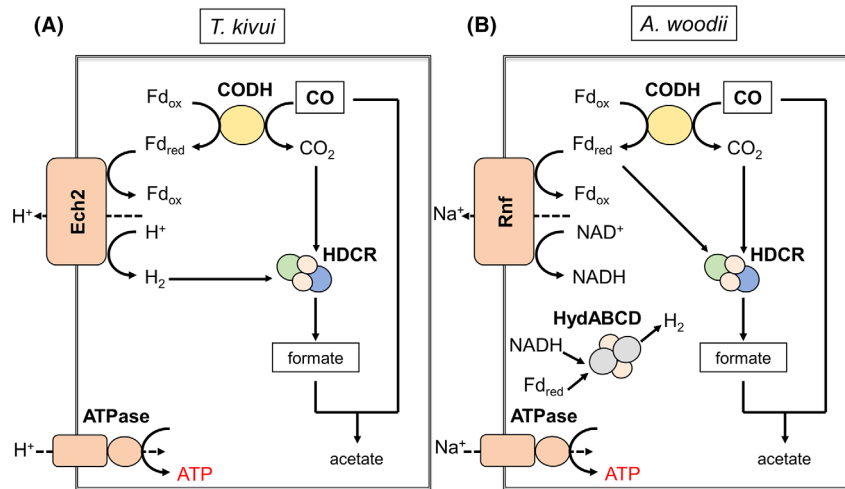 (A)
T. kivui
CODH
CO
Fdox
Fdred
CO2
Fdox
Ech2
H+
H+
H2
HDCR
formate
ATPase
H+
ATP
acetate
(B)
A. woodii
CODH
CO
Fdox
Fdred
CO2
Fdox
Rnf
Na+
NAD+
NADH
HDCR
HydABCD
H2
NADH
Fdred
formate
ATPase
Na+
ATP
acetate